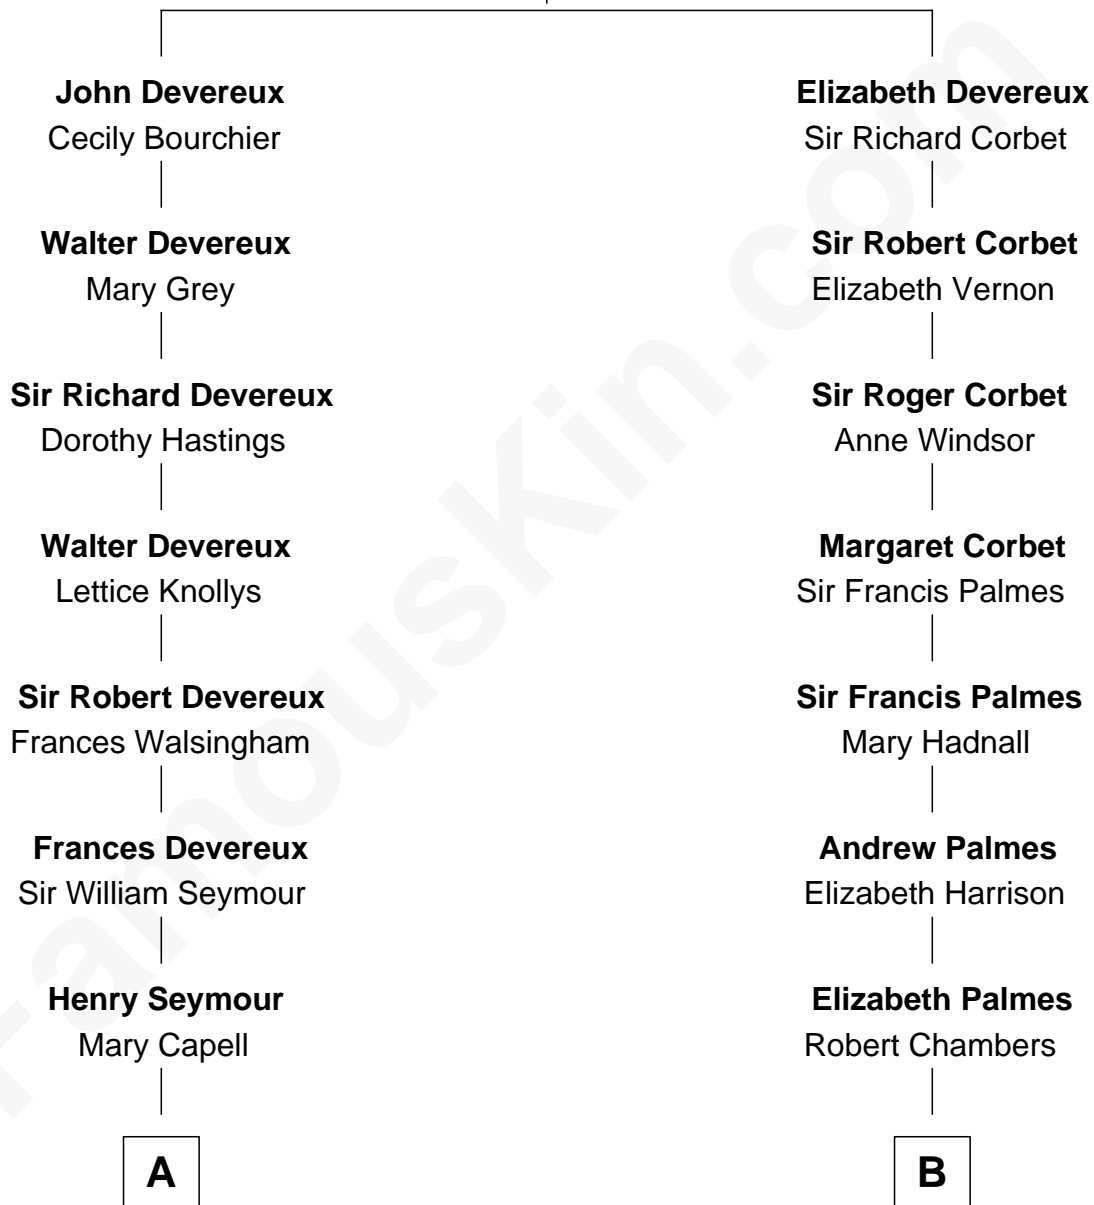 John Devereux
Cecily Bourchier
Walter Devereux
Mary Grey
Sir Richard Devereux
Dorothy Hastings
Walter Devereux
Lettice Knollys
Sir Robert Devereux
Frances Walsingham
Frances Devereux
Sir William Seymour
Henry Seymour
Mary Capell
A
Elizabeth Devereux
Sir Richard Corbet
Sir Robert Corbet
Elizabeth Vernon
Sir Roger Corbet
Anne Windsor
Margaret Corbet
Sir Francis Palmes
Sir Francis Palmes
Mary Hadnall
Andrew Palmes
Elizabeth Harrison
Elizabeth Palmes
Robert Chambers
B
FamousKin.com